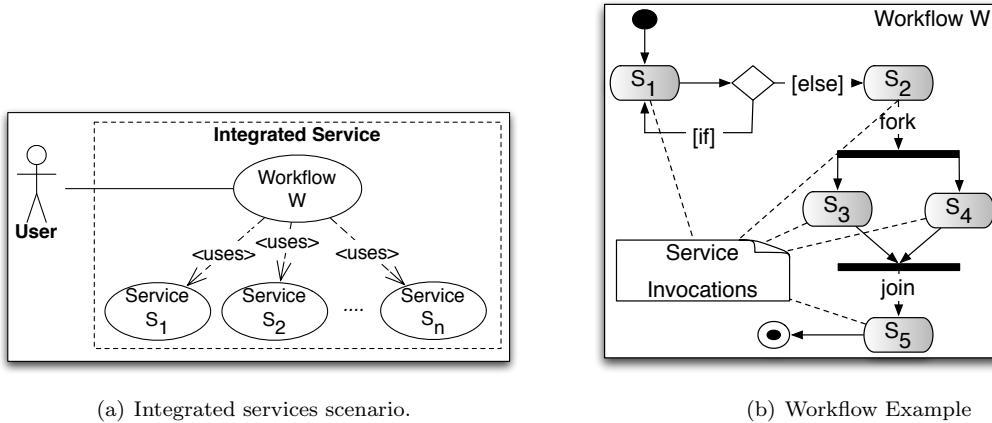 Integrated Service
Workflow
W
User
<uses>
<uses>
<uses>
Service
S1
Service
S2
....
Service
Sn
(a) Integrated services scenario.
Workflow W
S1
[else]
S2
[if]
fork
S3
S4
Service
Invocations
join
S5
(b) Workflow Example